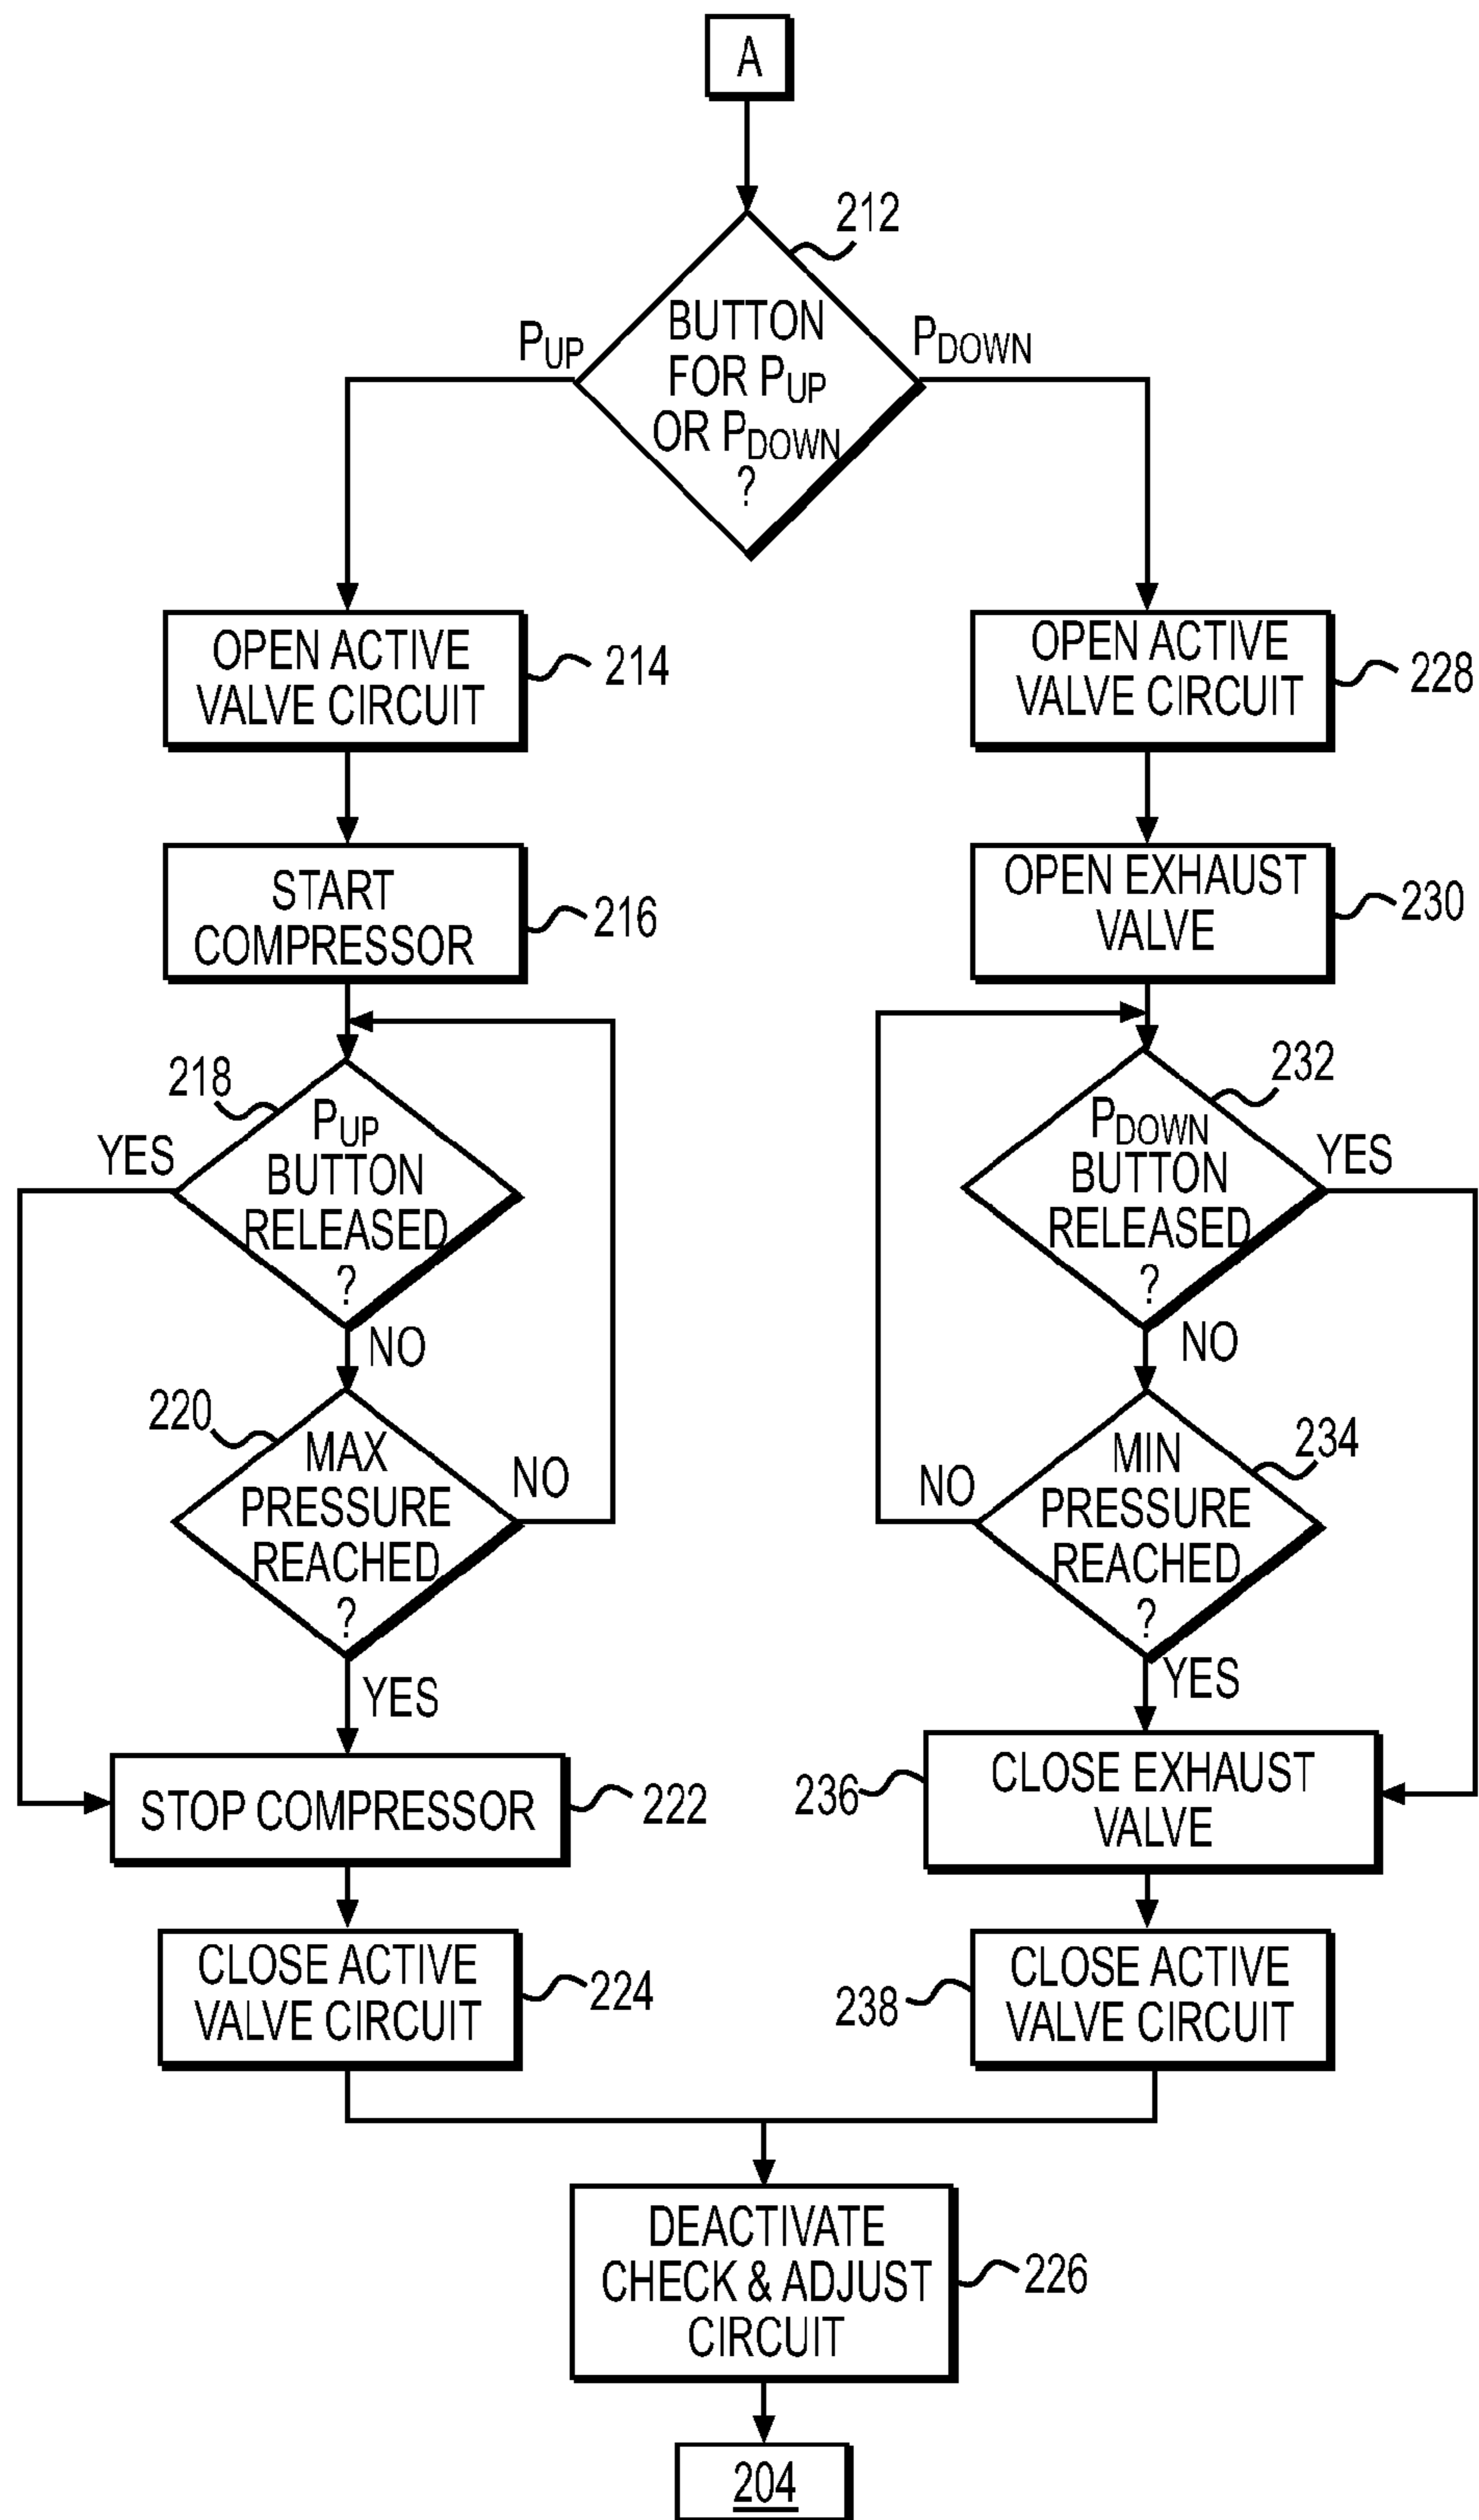 A
212
BUTTON
FOR PUP
OR PDOWN
?
PUP
PDOWN
OPEN ACTIVE
VALVE CIRCUIT
214
START
COMPRESSOR
216
218
PUP
BUTTON
RELEASED
?
YES
NO
220
MAX
PRESSURE
REACHED
?
NO
YES
STOP COMPRESSOR
222
CLOSE ACTIVE
VALVE CIRCUIT
224
OPEN ACTIVE
VALVE CIRCUIT
228
OPEN EXHAUST
VALVE
230
232
PDOWN
BUTTON
RELEASED
?
YES
NO
234
MIN
PRESSURE
REACHED
?
NO
YES
236
CLOSE EXHAUST
VALVE
238
CLOSE ACTIVE
VALVE CIRCUIT
DEACTIVATE
CHECK & ADJUST
CIRCUIT
226
204